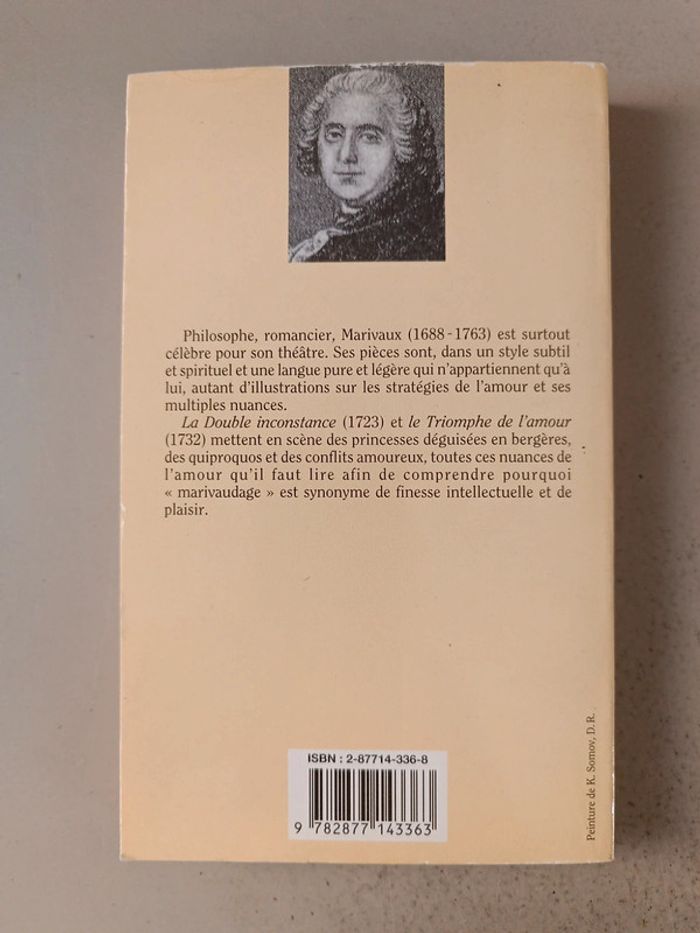 Philosophe, romancier, Marivaux (1688-1763) est surtout
célèbre pour son théâtre. Ses pièces sont, dans un style subtil
et spirituel et une langue pure et légère qui n'appartiennent qu'à
lui, autant d'illustrations sur les stratégies de l'amour et ses
multiples nuances.
La Double inconstance (1723) et le Triomphe de l'amour
(1732) mettent en scène des princesses déguisées en bergères,
des quiproquos et des conflits amoureux, toutes ces nuances de
l'amour qu'il faut lire afin de comprendre pourquoi
« marivaudage » est synonyme de finesse intellectuelle et de
plaisir.
Peinture de K. Somov, D.R.
ISBN : 2-87714-336-8
9 782877 143363